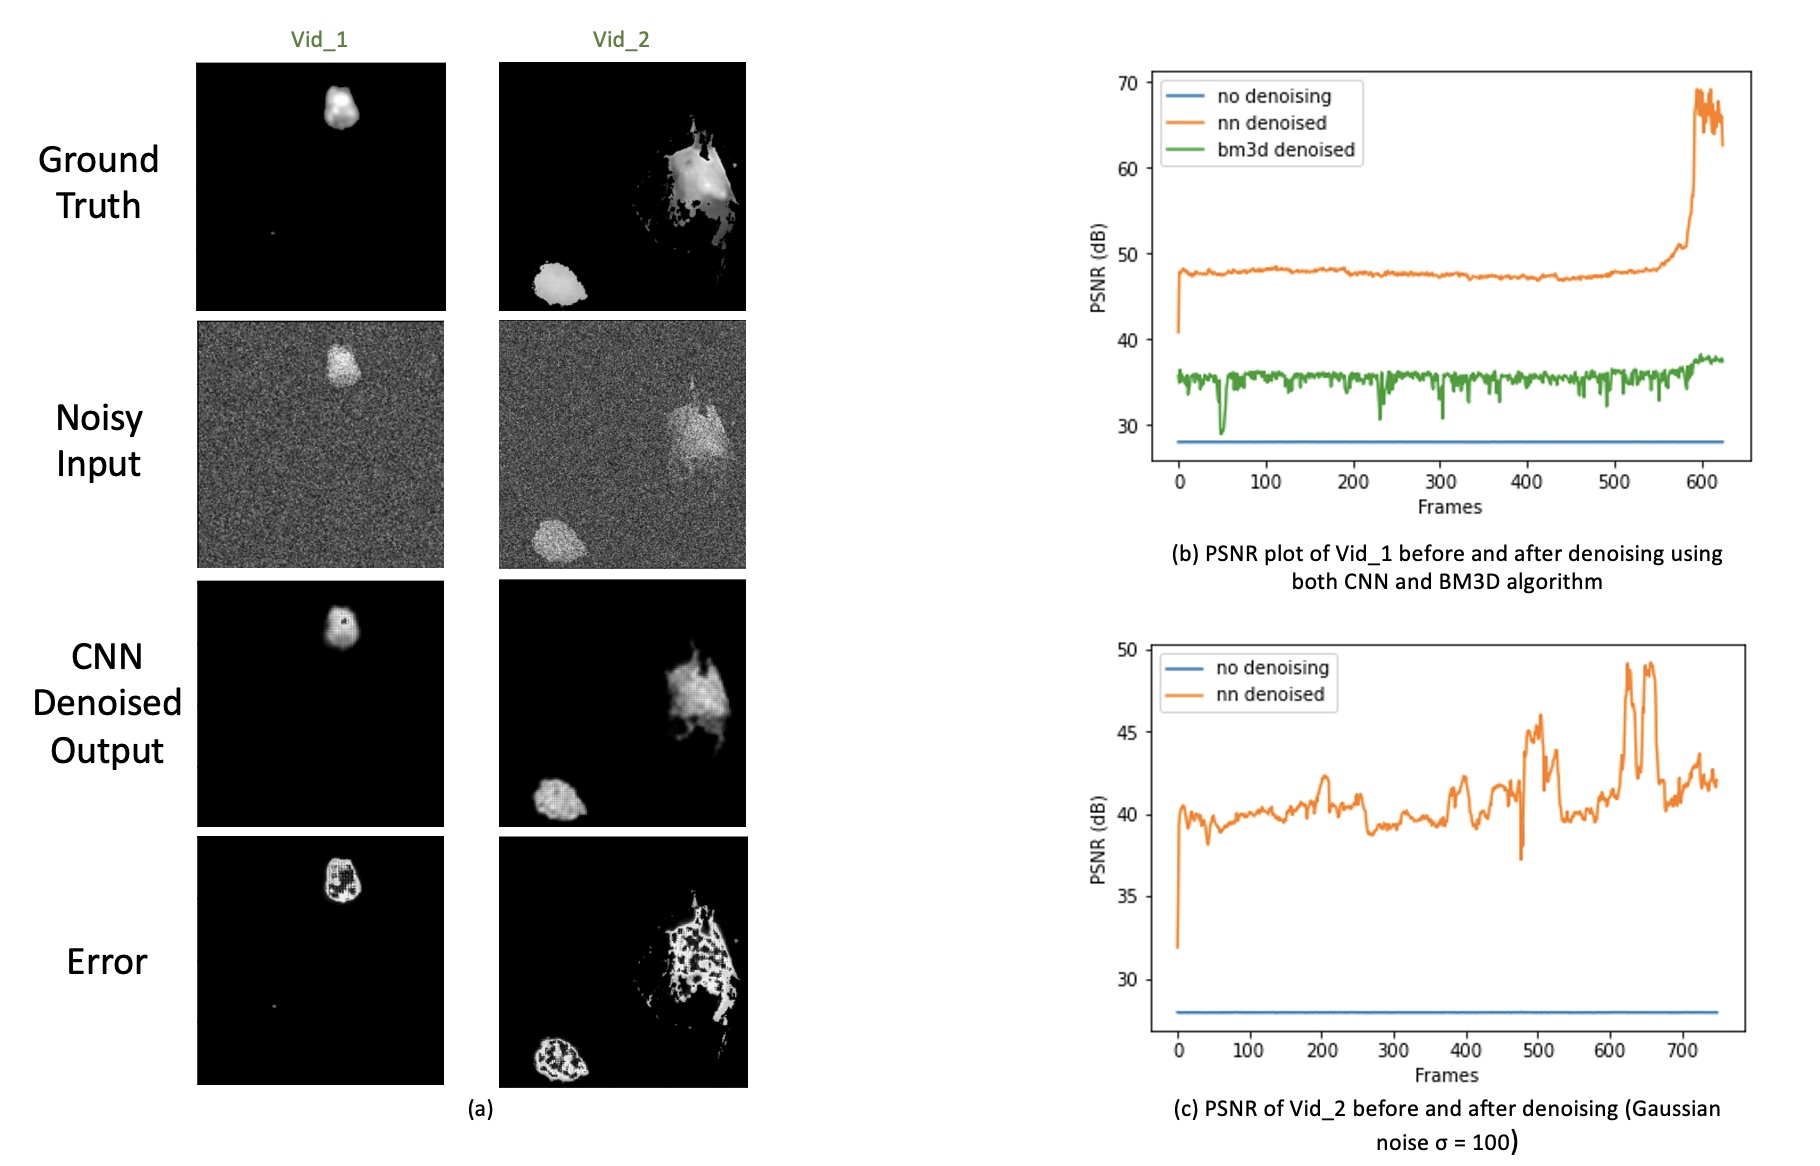 Vid_1
Vid_2
Ground
Truth
Noisy
Input
CNN
Denoised
Output
Error
(a)
70
60
50
40
30
PSNR (dB)
no denoising
nn denoised
bm3d denoised
0 100 200 300 400 500 600
Frames
(b) PSNR plot of Vid_1 before and after denoising using
both CNN and BM3D algorithm
50
45
40
35
30
PSNR (dB)
no denoising
nn denoised
0 100 200 300 400 500 600 700
Frames
(c) PSNR of Vid_2 before and after denoising (Gaussian
noise σ = 100)